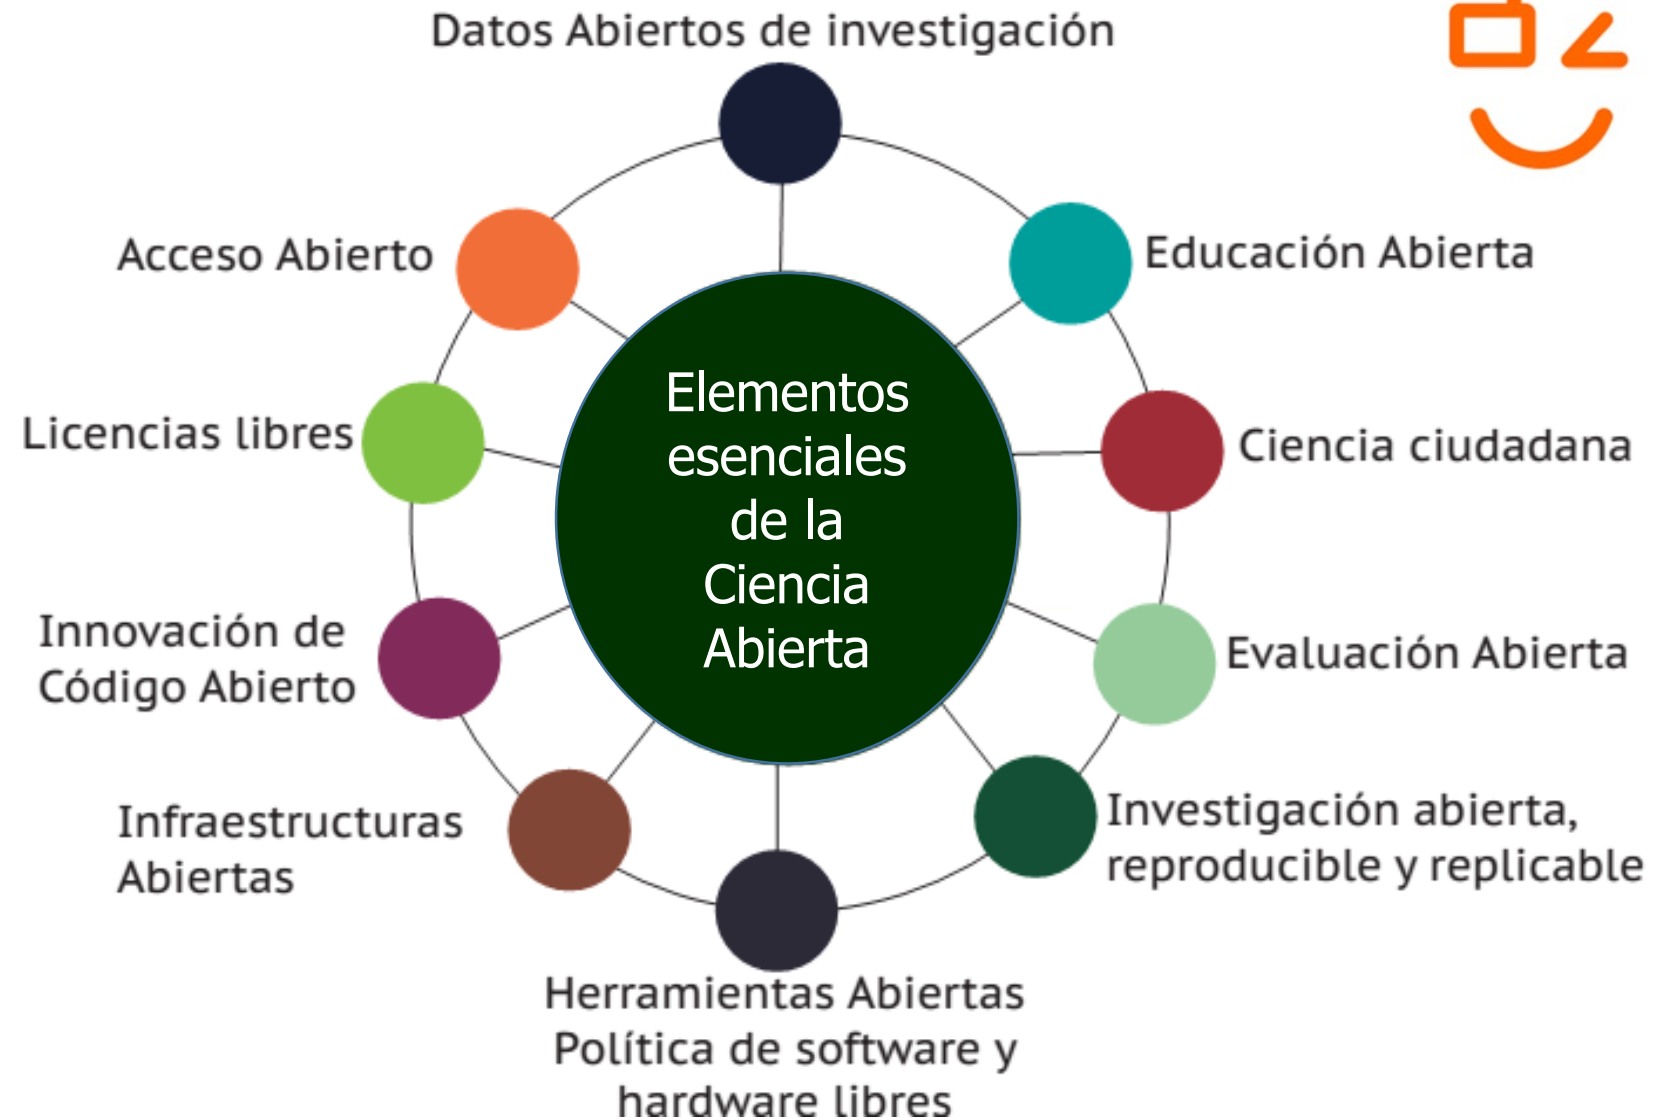 Datos Abiertos de investigación
Acceso Abierto
Educación Abierta
Licencias libres
Ciencia ciudadana
Elementos
esenciales
de la
Ciencia
Abierta
Innovación de
Código Abierto
Evaluación Abierta
Infraestructuras
Abiertas
Investigación abierta,
reproducible y replicable
Herramientas Abiertas
Política de software y
hardware libres